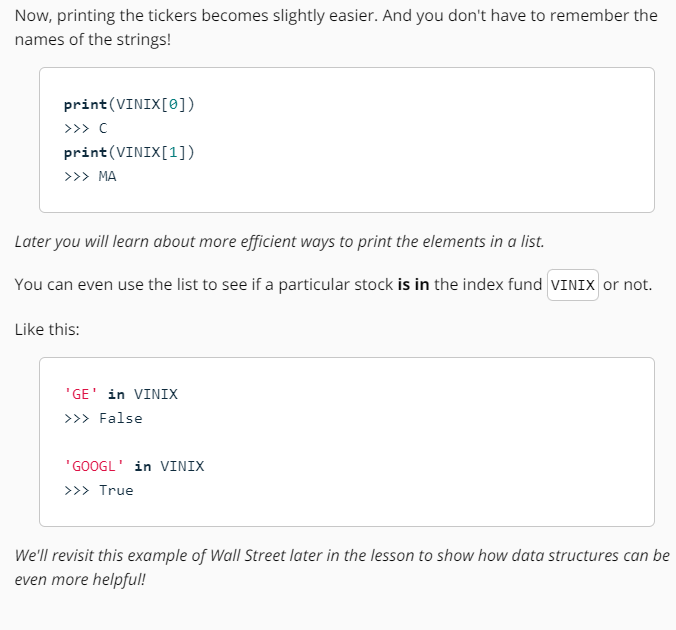 Now, printing the tickers becomes slightly easier. And you don't have to remember the
names of the strings!
print(VINIX[0])
>>> C
print(VINIX[1])
>>> MA
Later you will learn about more efficient ways to print the elements in a list.
You can even use the list to see if a particular stock is in the index fund VINIX or not.
Like this:
'GE' in VINIX
>>> False
'GOOGL' in VINIX
>>> True
We'll revisit this example of Wall Street later in the lesson to show how data structures can be
even more helpful!